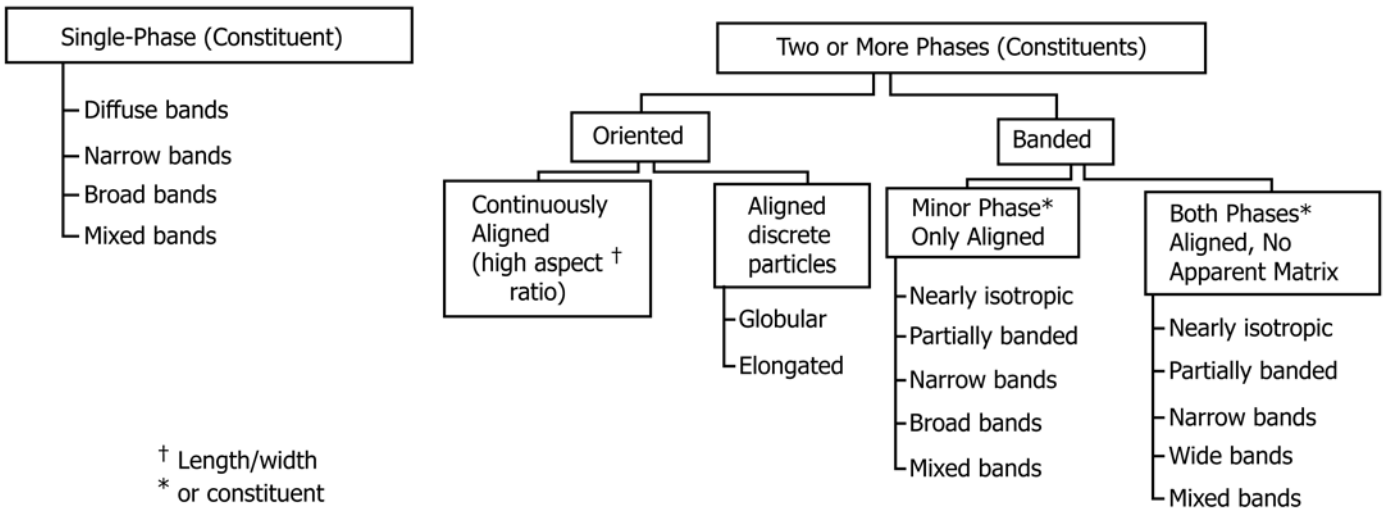 Single-Phase (Constituent)
Diffuse bands
Narrow bands
Broad bands
Mixed bands
Two or More Phases (Constituents)
Oriented
Banded
Continuously
Aligned
(high aspect †
ratio)
Aligned
discrete
particles
Globular
Elongated
Minor Phase*
Only Aligned
Nearly isotropic
Partially banded
Narrow bands
Broad bands
Mixed bands
Both Phases*
Aligned, No
Apparent Matrix
Nearly isotropic
Partially banded
Narrow bands
Wide bands
Mixed bands
† Length/width
* or constituent